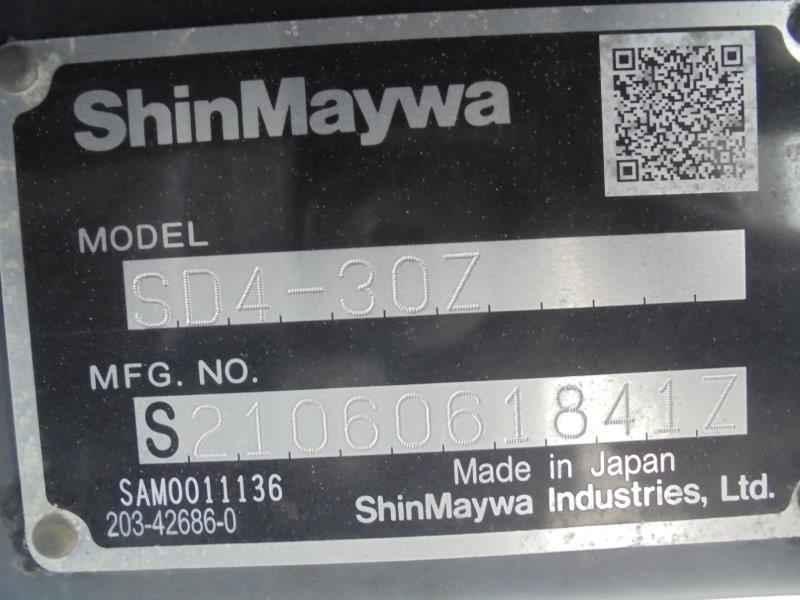 ShinMaywa
MODEL
SD4-30Z
MFG. NO.
S2106061841Z
SAM0011136
203-42686-0
Made in Japan
ShinMaywa Industries, Ltd.